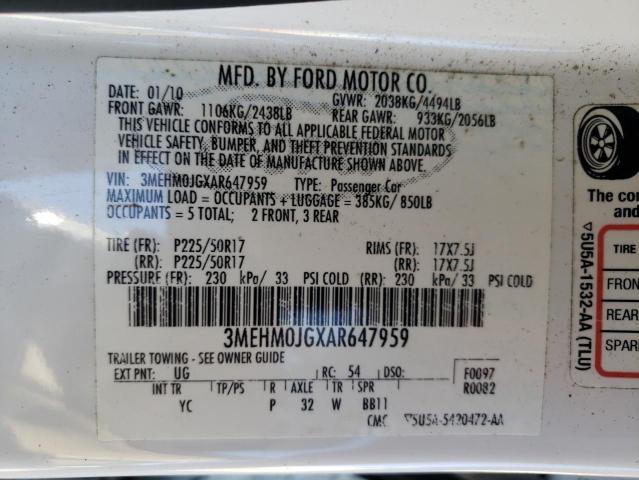 MFD. BY FORD MOTOR CO.
DATE: 01/10 GVWR: 2038KG/4494LB
FRONT GAWR: 1106KG/2438LB REAR GAWR: 933KG/2056LB
THIS VEHICLE CONFORMS TO ALL APPLICABLE FEDERAL MOTOR
VEHICLE SAFETY, BUMPER, AND THEFT PREVENTION STANDARDS
IN EFFECT ON THE DATE OF MANUFACTURE SHOWN ABOVE.
VIN: 3MEHM0JGXAR647959 TYPE: Passenger Car
MAXIMUM LOAD = OCCUPANTS + LUGGAGE = 385KG/ 850LB
OCCUPANTS = 5 TOTAL; 2 FRONT, 3 REAR
TIRE (FR): P225/50R17 RIMS (FR): 17X7.5J
(RR): P225/50R17 (RR): 17X7.5J
PRESSURE (FR): 230 kPa/ 33 PSI COLD (RR): 230 kPa/ 33 PSI COLD
3MEHM0JGXAR647959
TRAILER TOWING - SEE OWNER GUIDE
EXT PNT: UG RC: 54 DSO: F0097
R0082
INT TR TP/PS R AXLE TR SPR
YC P 32 W BB11
CMC ▽5U5A-5420472-AA
▽5U5A-1532-AA (TLU)
The co
and
TIRE
FRON
REAR
SPAR